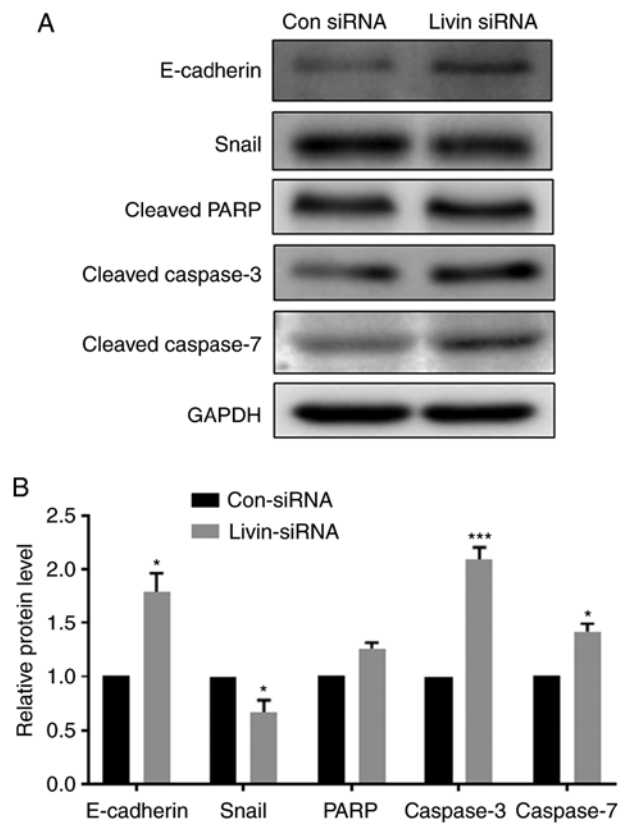 A
Con siRNA Livin siRNA
E-cadherin
Snail
Cleaved PARP
Cleaved caspase-3
Cleaved caspase-7
GAPDH
B
Con-siRNA
Livin-siRNA
Relative protein level
2.5
2.0
1.5
1.0
0.5
0.0
*
*
***
*
E-cadherin Snail PARP Caspase-3 Caspase-7